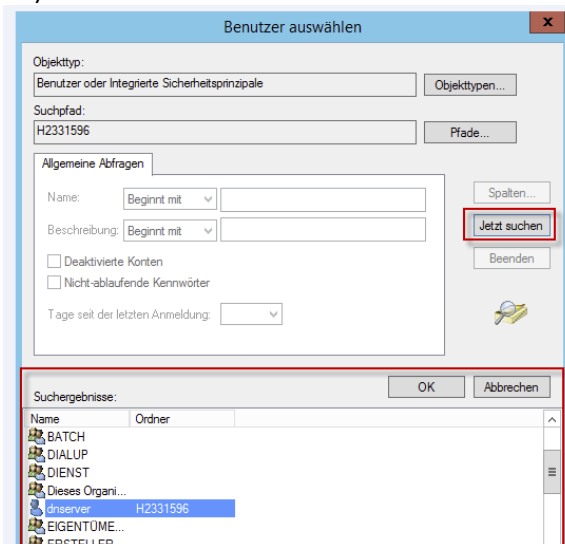 Benutzer auswählen
x
Objekttyp:
Benutzer oder Integrierte Sicherheitsprinzipale
Objekttypen...
Suchpfad:
H2331596
Pfade...
Allgemeine Abfragen
Name: Beginnt mit
Spalten...
Beschreibung: Beginnt mit
Jetzt suchen
Deaktivierte Konten
Beenden
Nicht-ablaufende Kennwörter
Tage seit der letzten Anmeldung:
OK Abbrechen
Suchergebnisse:
Name Ordner
BATCH
DIALUP
DIENST
Dieses Organi...
dnserver H2331596
EIGENTÜME...
ERSTELLER